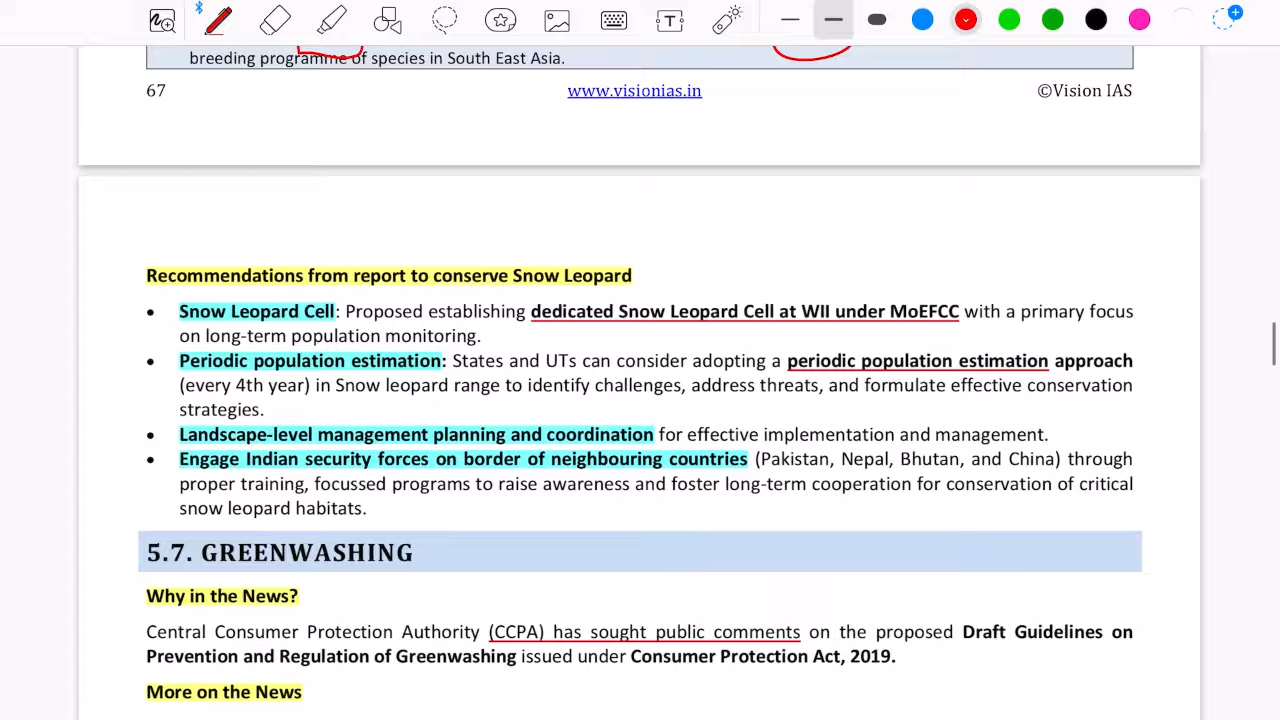 breeding programme of species in South East Asia.
67 www.visionias.in ©Vision IAS
Recommendations from report to conserve Snow Leopard
• Snow Leopard Cell: Proposed establishing dedicated Snow Leopard Cell at WII under MoEFCC with a primary focus
on long-term population monitoring.
• Periodic population estimation: States and UTs can consider adopting a periodic population estimation approach
(every 4th year) in Snow leopard range to identify challenges, address threats, and formulate effective conservation
strategies.
• Landscape-level management planning and coordination for effective implementation and management.
• Engage Indian security forces on border of neighbouring countries (Pakistan, Nepal, Bhutan, and China) through
proper training, focussed programs to raise awareness and foster long-term cooperation for conservation of critical
snow leopard habitats.
5.7. GREENWASHING
Why in the News?
Central Consumer Protection Authority (CCPA) has sought public comments on the proposed Draft Guidelines on
Prevention and Regulation of Greenwashing issued under Consumer Protection Act, 2019.
More on the News